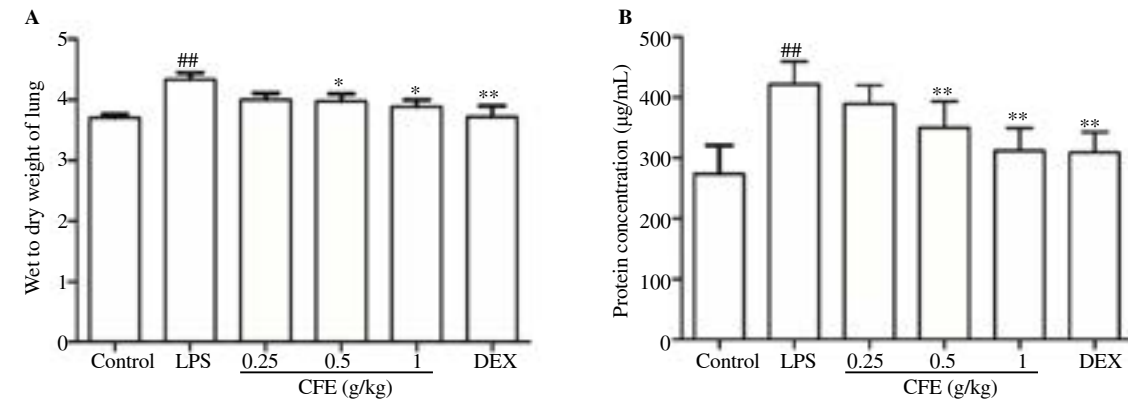 A
Wet to dry weight of lung
5
4
3
2
1
0
##
*
*
**
Control LPS 0.25 0.5 1 DEX
CFE (g/kg)
B
Protein concentration (µg/mL)
500
400
300
200
100
0
##
**
**
**
Control LPS 0.25 0.5 1 DEX
CFE (g/kg)